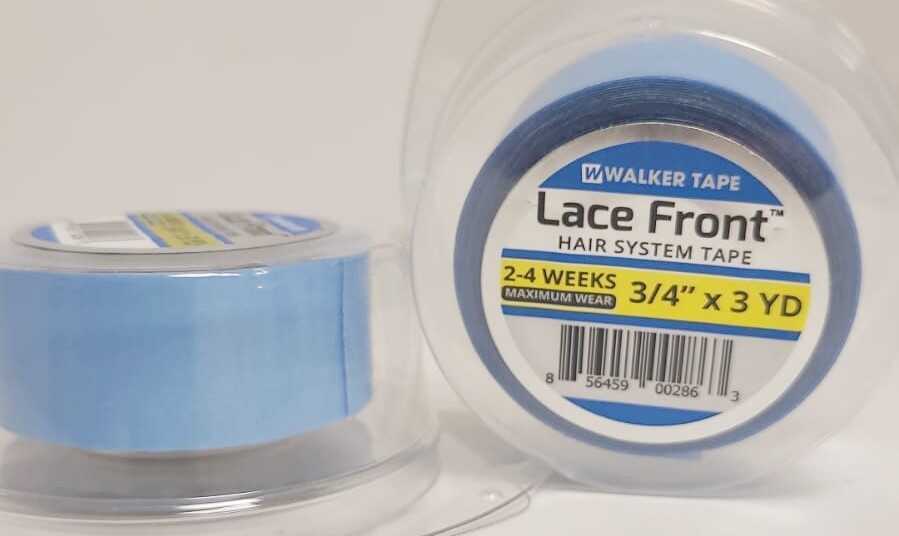 WALKER TAPE
Lace Front™
HAIR SYSTEM TAPE
2-4 WEEKS
MAXIMUM WEAR
3/4" x 3 YD
8 56459 00286 3